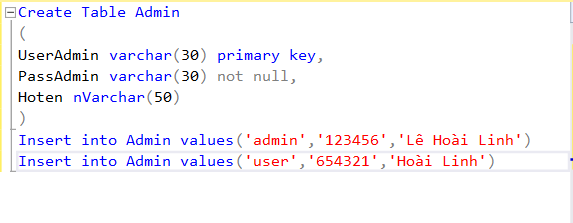 Create Table Admin
(
UserAdmin varchar(30) primary key,
PassAdmin varchar(30) not null,
Hoten nVarchar(50)
)
Insert into Admin values('admin','123456','Lê Hoài Linh')
Insert into Admin values('user','654321','Hoài Linh')